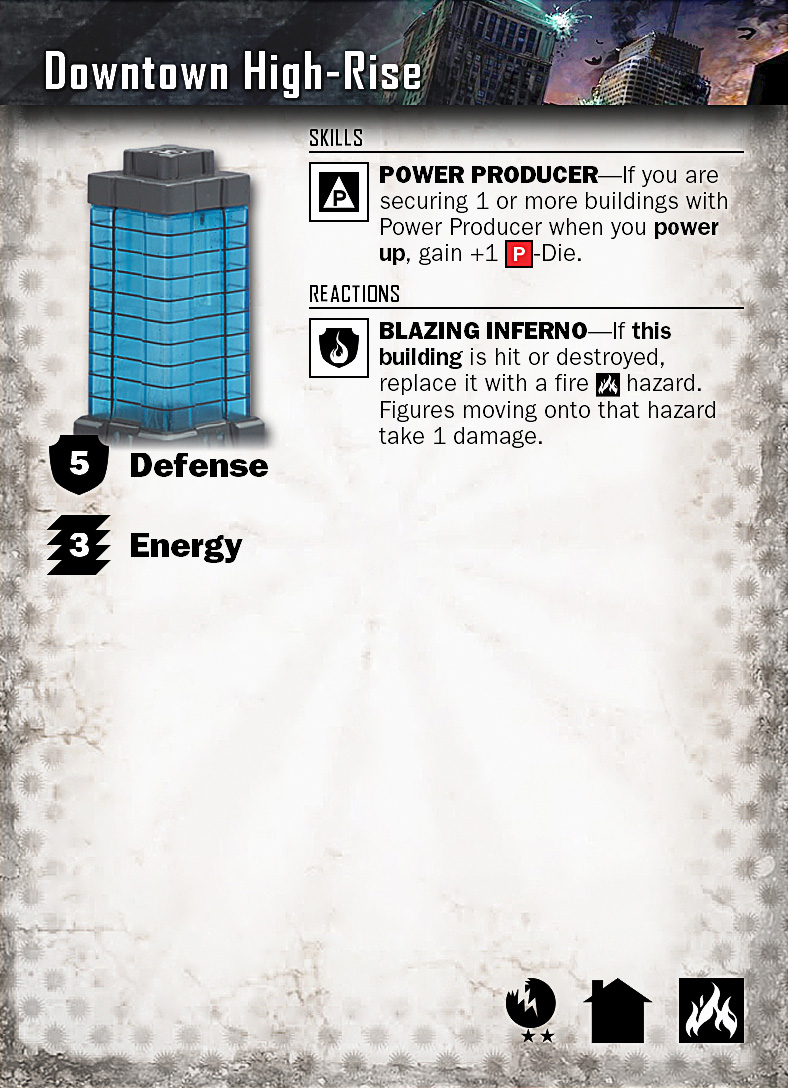 Downtown High-Rise
SKILLS
P
POWER PRODUCER—If you are
securing 1 or more buildings with
Power Producer when you power
up, gain +1 P-Die.
REACTIONS
BLAZING INFERNO—If this
building is hit or destroyed,
replace it with a fire hazard.
Figures moving onto that hazard
take 1 damage.
5 Defense
3 Energy